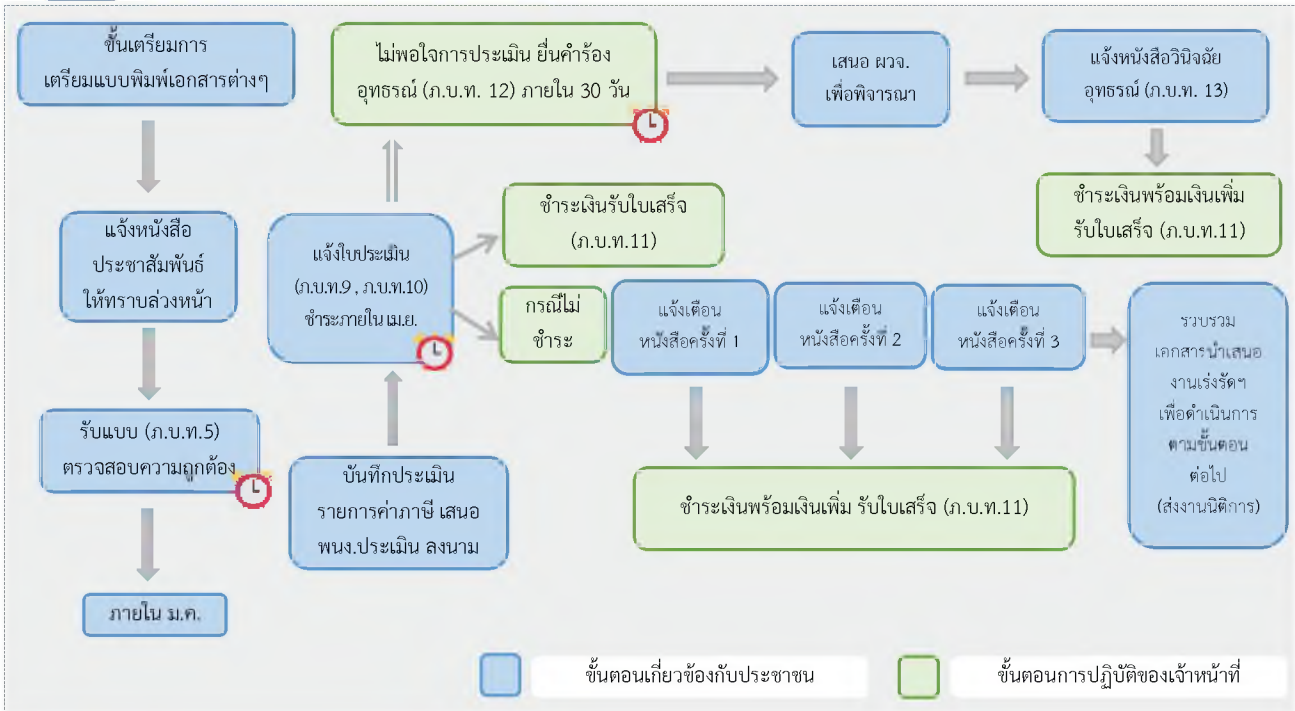 ขั้นเตรียมการ
เตรียมแบบพิมพ์เอกสารต่างๆ
แจ้งหนังสือ
ประชาสัมพันธ์
ให้ทราบล่วงหน้า
รับแบบ (ภ.บ.ท.5)
ตรวจสอบความถูกต้อง
ภายใน ม.ค.
ไม่พอใจการประเมิน ยื่นคำร้อง
อุทธรณ์ (ภ.บ.ท. 12) ภายใน 30 วัน
เสนอ ผวจ.
เพื่อพิจารณา
แจ้งหนังสือวินิจฉัย
อุทธรณ์ (ภ.บ.ท. 13)
ชำระเงินพร้อมเงินเพิ่ม
รับใบเสร็จ (ภ.บ.ท.11)
แจ้งใบประเมิน
(ภ.บ.ท.9 , ภ.บ.ท.10)
ชำระภายใน เม.ย.
ชำระเงินรับใบเสร็จ
(ภ.บ.ท.11)
กรณีไม่
ชำระ
แจ้งเตือน
หนังสือครั้งที่ 1
แจ้งเตือน
หนังสือครั้งที่ 2
แจ้งเตือน
หนังสือครั้งที่ 3
รวบรวม
เอกสารนำเสนอ
งานเร่งรัดฯ
เพื่อดำเนินการ
ตามขั้นตอน
ต่อไป
(ส่งงานนิติการ)
บันทึกประเมิน
รายการค่าภาษี เสนอ
พนง.ประเมิน ลงนาม
ชำระเงินพร้อมเงินเพิ่ม รับใบเสร็จ (ภ.บ.ท.11)
ขั้นตอนเกี่ยวข้องกับประชาชน
ขั้นตอนการปฏิบัติของเจ้าหน้าที่